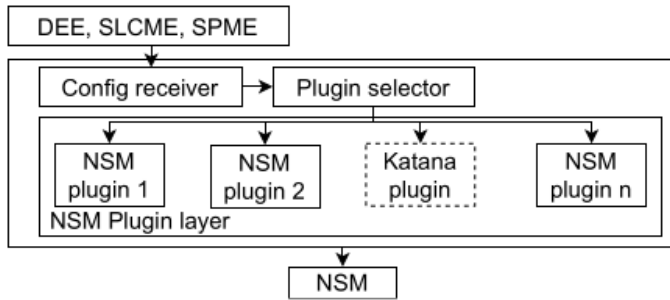 DEE, SLCME, SPME
Config receiver
Plugin selector
NSM
plugin 1
NSM
plugin 2
Katana
plugin
NSM
plugin n
NSM Plugin layer
NSM